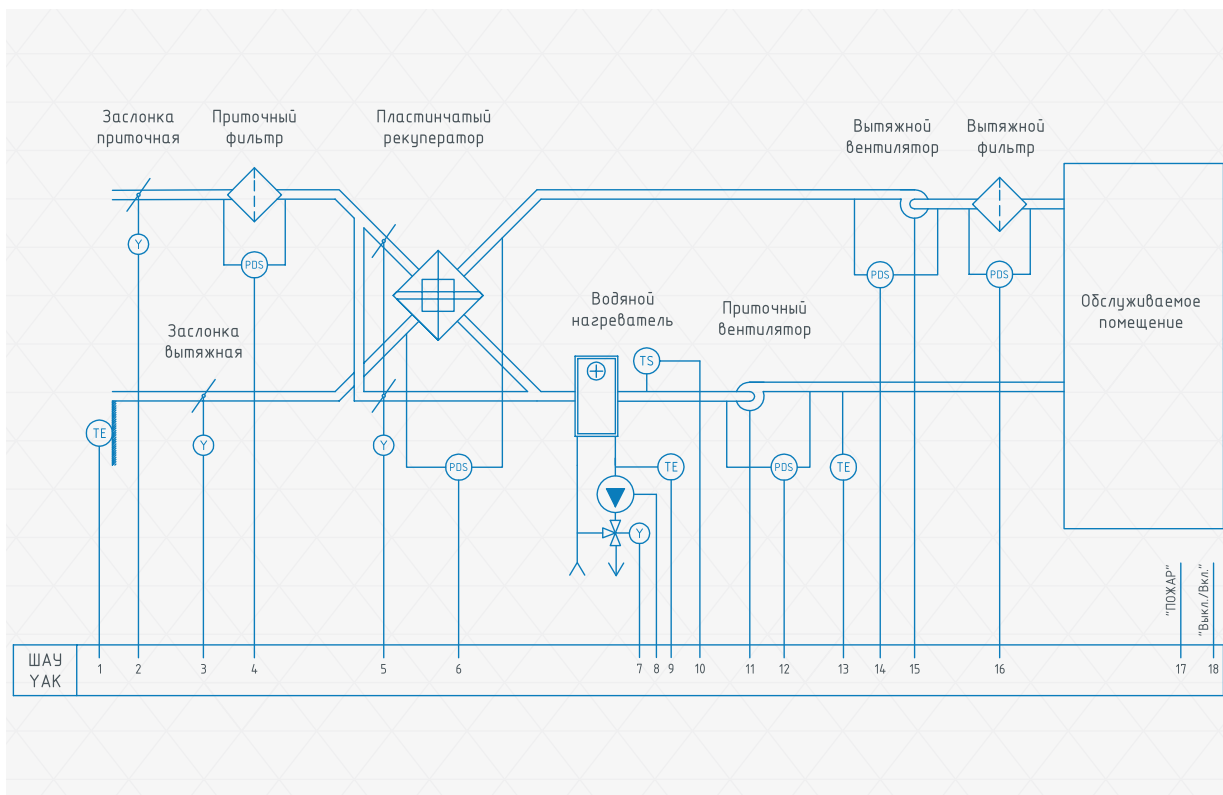 Заслонка
приточная
Приточный
фильтр
Пластинчатый
рекуператор
Вытяжной
вентилятор
Вытяжной
фильтр
Y
PDS
PDS
PDS
Заслонка
вытяжная
Водяной
нагреватель
Приточный
вентилятор
Обслуживаемое
помещение
TS
TE
Y
Y
PDS
TE
PDS
TE
Y
"ПОЖАР"
"Выкл./Вкл."
ШАУ
YAK
1 2 3 4 5 6 7 8 9 10 11 12 13 14 15 16 17 18